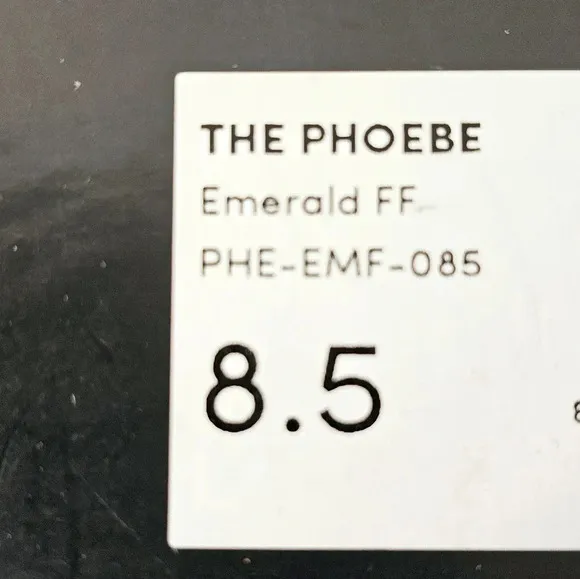 THE PHOEBE
Emerald FF
PHE-EMF-085
8.5